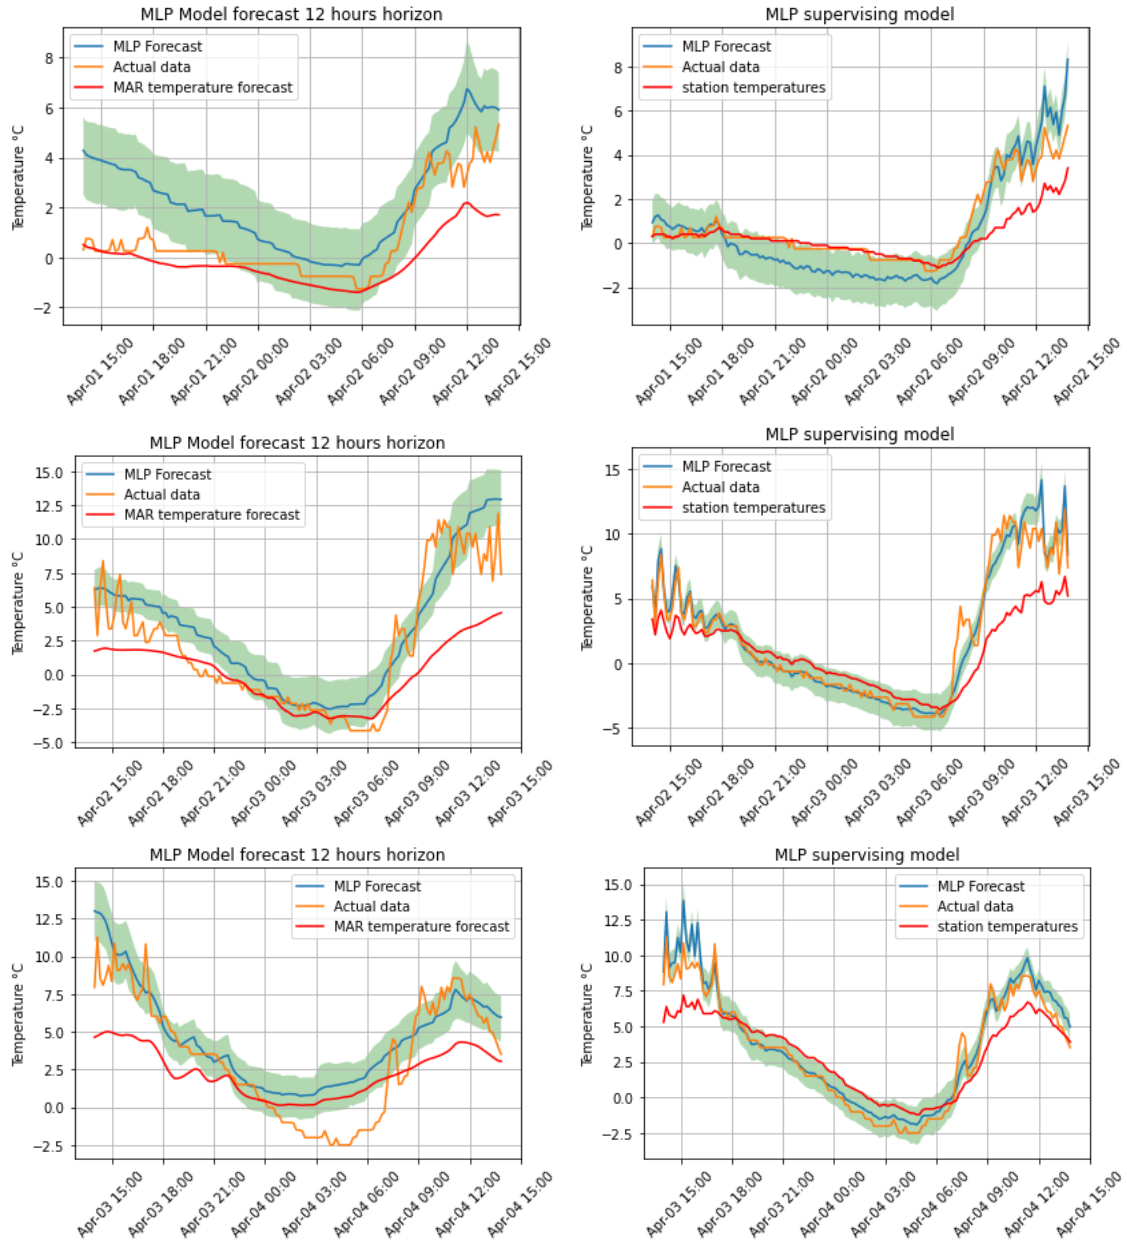 MLP Model forecast 12 hours horizon
MLP Forecast
Actual data
MAR temperature forecast
Temperature °C
8
6
4
2
0
−2
Apr-01 15:00
Apr-01 18:00
Apr-01 21:00
Apr-02 00:00
Apr-02 03:00
Apr-02 06:00
Apr-02 09:00
Apr-02 12:00
Apr-02 15:00
MLP supervising model
MLP Forecast
Actual data
station temperatures
Temperature °C
8
6
4
2
0
−2
Apr-01 15:00
Apr-01 18:00
Apr-01 21:00
Apr-02 00:00
Apr-02 03:00
Apr-02 06:00
Apr-02 09:00
Apr-02 12:00
Apr-02 15:00
MLP Model forecast 12 hours horizon
MLP Forecast
Actual data
MAR temperature forecast
Temperature °C
15.0
12.5
10.0
7.5
5.0
2.5
0.0
−2.5
−5.0
Apr-02 15:00
Apr-02 18:00
Apr-02 21:00
Apr-03 00:00
Apr-03 03:00
Apr-03 06:00
Apr-03 09:00
Apr-03 12:00
Apr-03 15:00
MLP supervising model
MLP Forecast
Actual data
station temperatures
Temperature °C
15
10
5
0
−5
Apr-02 15:00
Apr-02 18:00
Apr-02 21:00
Apr-03 00:00
Apr-03 03:00
Apr-03 06:00
Apr-03 09:00
Apr-03 12:00
Apr-03 15:00
MLP Model forecast 12 hours horizon
MLP Forecast
Actual data
MAR temperature forecast
Temperature °C
15.0
12.5
10.0
7.5
5.0
2.5
0.0
−2.5
Apr-03 15:00
Apr-03 18:00
Apr-03 21:00
Apr-04 00:00
Apr-04 03:00
Apr-04 06:00
Apr-04 09:00
Apr-04 12:00
Apr-04 15:00
MLP supervising model
MLP Forecast
Actual data
station temperatures
Temperature °C
15.0
12.5
10.0
7.5
5.0
2.5
0.0
−2.5
Apr-03 15:00
Apr-03 18:00
Apr-03 21:00
Apr-04 00:00
Apr-04 03:00
Apr-04 06:00
Apr-04 09:00
Apr-04 12:00
Apr-04 15:00